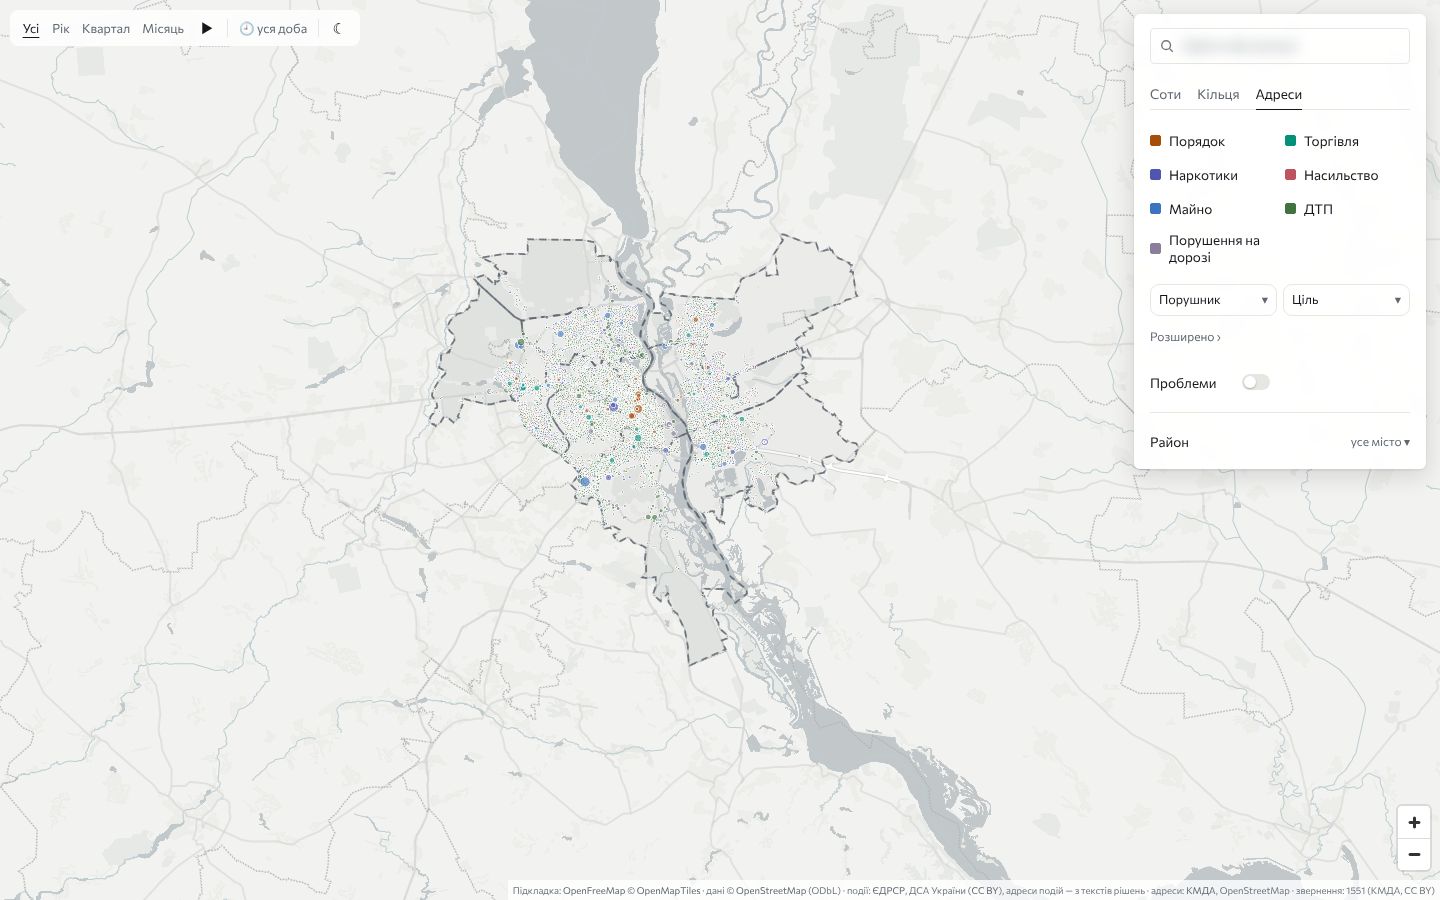 Усі Рік Квартал Місяць ▶ 🕘 уся доба ☾
Соти Кільця Адреси
Порядок Торгівля
Наркотики Насильство
Майно ДТП
Порушення на
дорозі
Порушник ▾ Ціль ▾
Розширено ›
Проблеми
Район усе місто ▾
+
−
Підкладка: OpenFreeMap © OpenMapTiles · дані © OpenStreetMap (ODbL) · події: ЄДРСР, ДСА України (CC BY), адреси подій — з текстів рішень · адреси: КМДА, OpenStreetMap · звернення: 1551 (КМДА, CC BY)